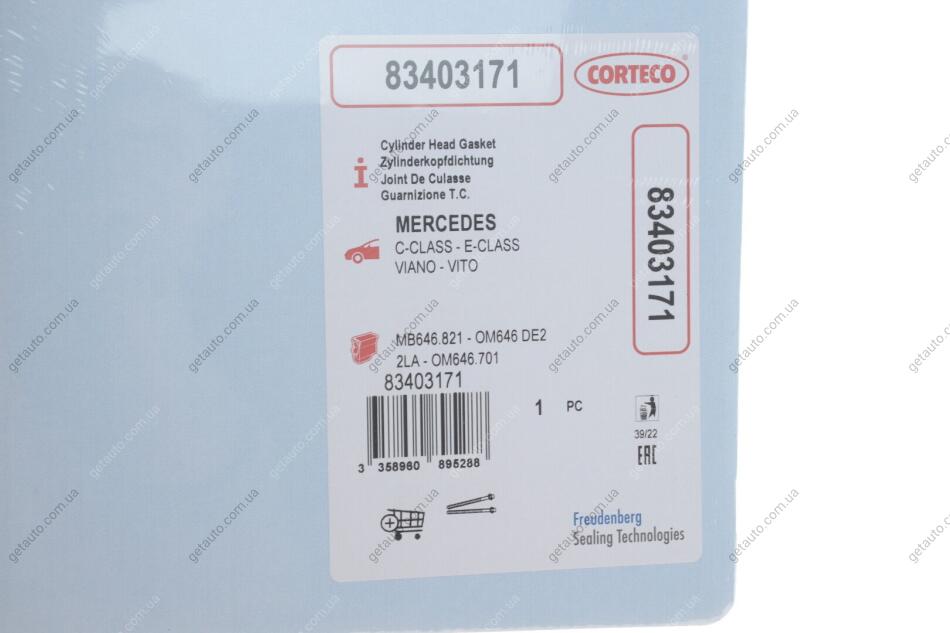 83403171
CORTECO®
Cylinder Head Gasket
Zylinderkopfdichtung
Joint De Culasse
Guarnizione T.C.
MERCEDES
C-CLASS - E-CLASS
VIANO - VITO
83403171
MB646.821 - OM646 DE2
2LA - OM646.701
83403171
1 PC
3 358960 895288
39/22
EAC
Freudenberg
Sealing Technologies
getauto.com.ua